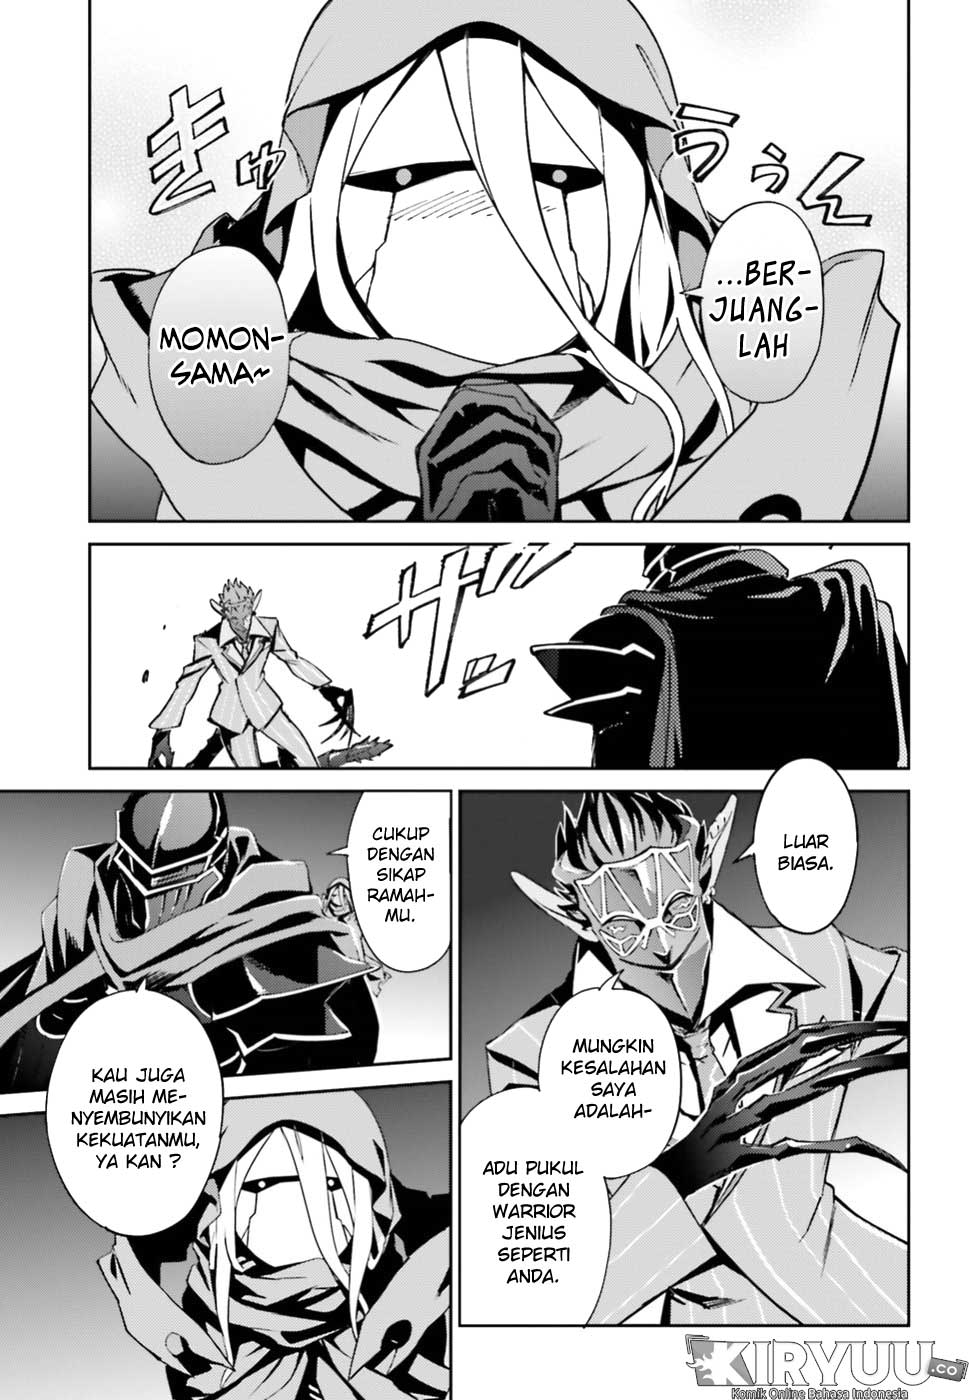 うぅん
...BER-
JUANG-
LAH
きゅ
MOMON-
SAMA~
ザッ
LUAR
BIASA.
MUNGKIN
KESALAHAN
SAYA
ADALAH-
ADU PUKUL
DENGAN
WARRIOR
JENIUS
SEPERTI
ANDA.
CUKUP
DENGAN
SIKAP
RAMAH-
MU.
KAU JUGA
MASIH ME-
NYEMBUNYIKAN
KEKUATANMU,
YA KAN ?
KIRYUU.co
Komik Online Bahasa Indonesia